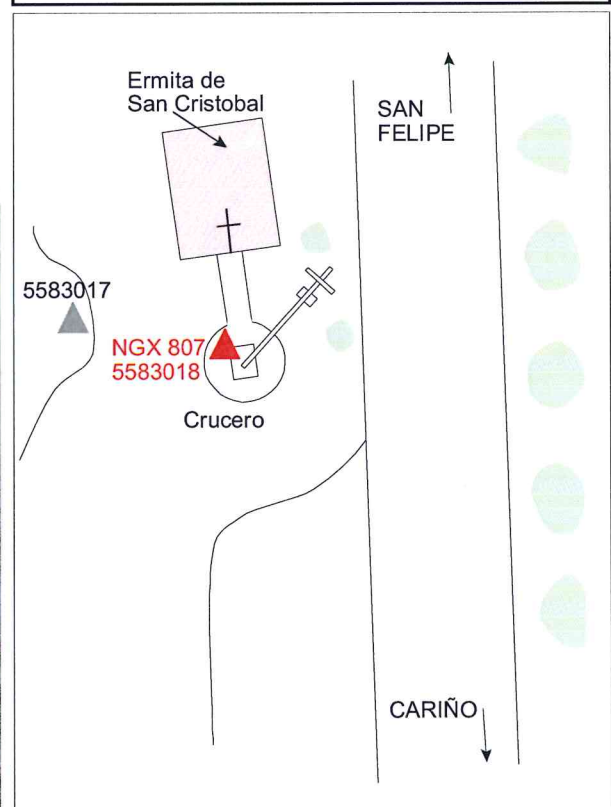 Ermita de
San Cristobal
SAN
FELIPE
5583017
NGX 807
5583018
Crucero
CARIÑO